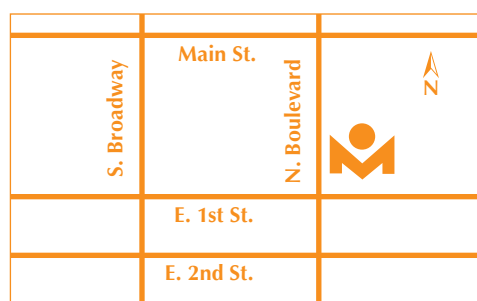 Main St.
S. Broadway
N. Boulevard
N
E. 1st St.
E. 2nd St.